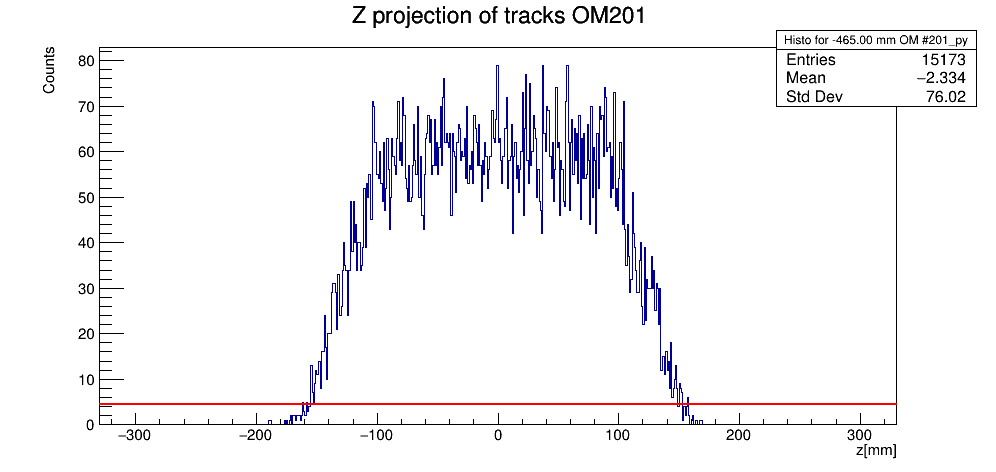 Z projection of tracks OM201
Histo for -465.00 mm OM #201_py
Entries 15173
Mean −2.334
Std Dev 76.02
Counts
80
70
60
50
40
30
20
10
0
−300 −200 −100 0 100 200 300
z[mm]